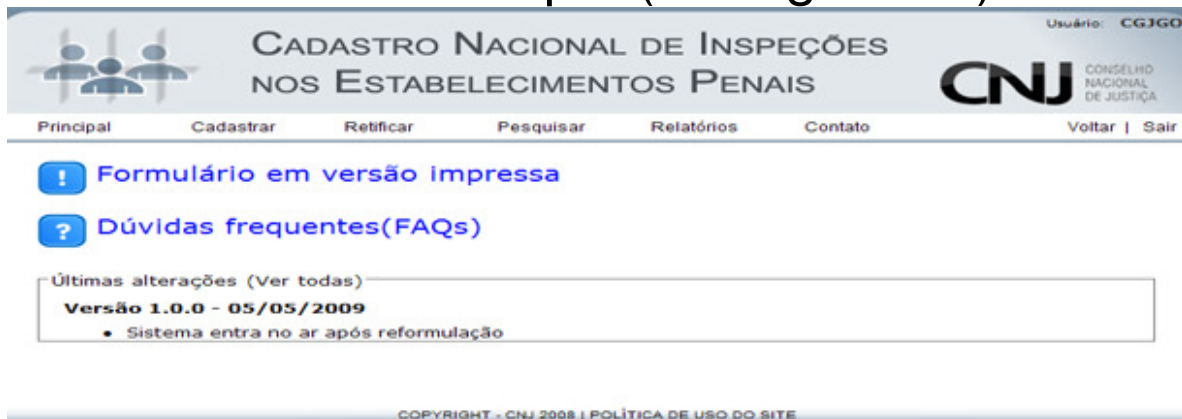 Usuário: CGJGO
CADASTRO NACIONAL DE INSPEÇÕES
NOS ESTABELECIMENTOS PENAIS
CNJ CONSELHO
NACIONAL
DE JUSTIÇA
Principal Cadastrar Retificar Pesquisar Relatórios Contato Voltar | Sair
! Formulário em versão impressa
? Dúvidas frequentes(FAQs)
Últimas alterações (Ver todas)
Versão 1.0.0 - 05/05/2009
• Sistema entra no ar após reformulação
COPYRIGHT - CNJ 2008 | POLÍTICA DE USO DO SITE